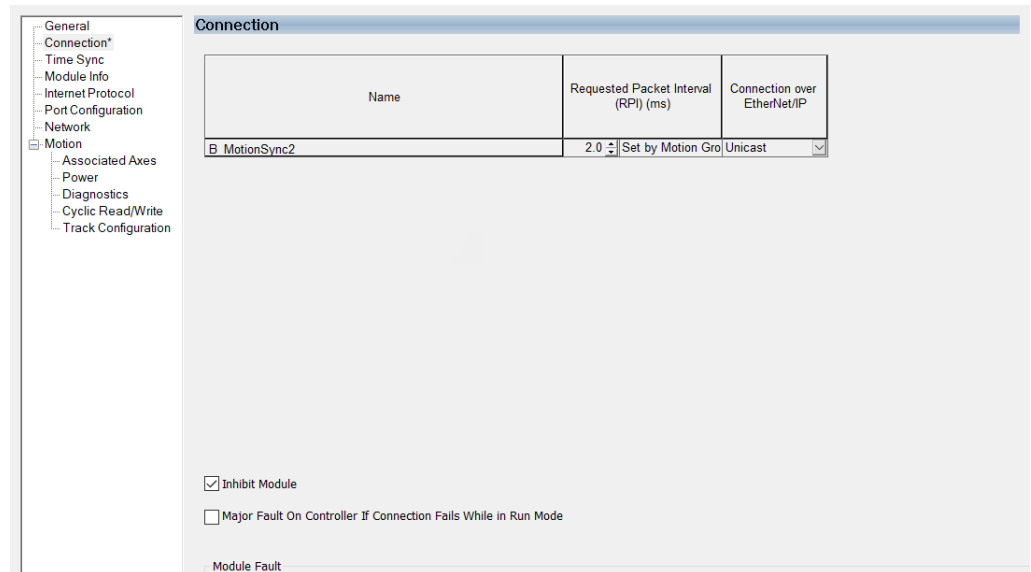 General
Connection*
Time Sync
Module Info
Internet Protocol
Port Configuration
Network
Motion
Associated Axes
Power
Diagnostics
Cyclic Read/Write
Track Configuration
Connection
Name
Requested Packet Interval
(RPI) (ms)
Connection over
EtherNet/IP
B_MotionSync2
2.0
Set by Motion Gro
Unicast
Inhibit Module
Major Fault On Controller If Connection Fails While in Run Mode
Module Fault